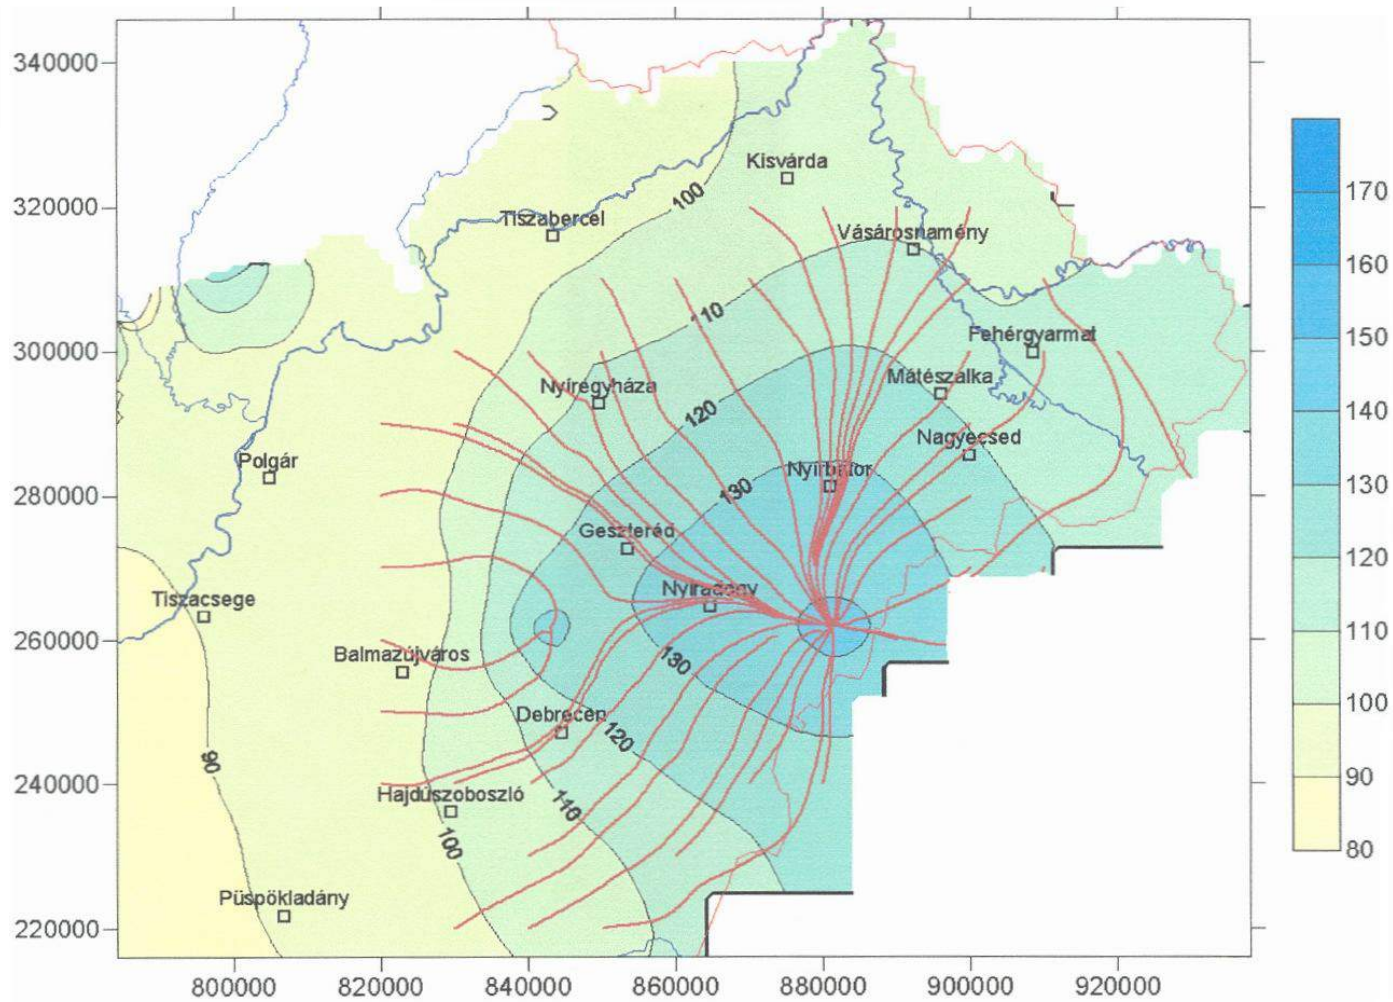 340000
Kisvárda
170
100
320000
Tiszabercel
Vásárosnamény
160
110
Fehérgyarmat
150
300000
Nyíregyháza
Mátészalka
140
120
Nagyecsed
Polgár
Nyírbátor
130
280000
130
Geszteréd
120
Nyíradony
Tiszacsege
110
260000
Balmazújváros
130
100
Debrecen
120
90
90
240000
Hajdúszoboszló
110
100
80
Püspökladány
220000
800000 820000 840000 860000 880000 900000 920000